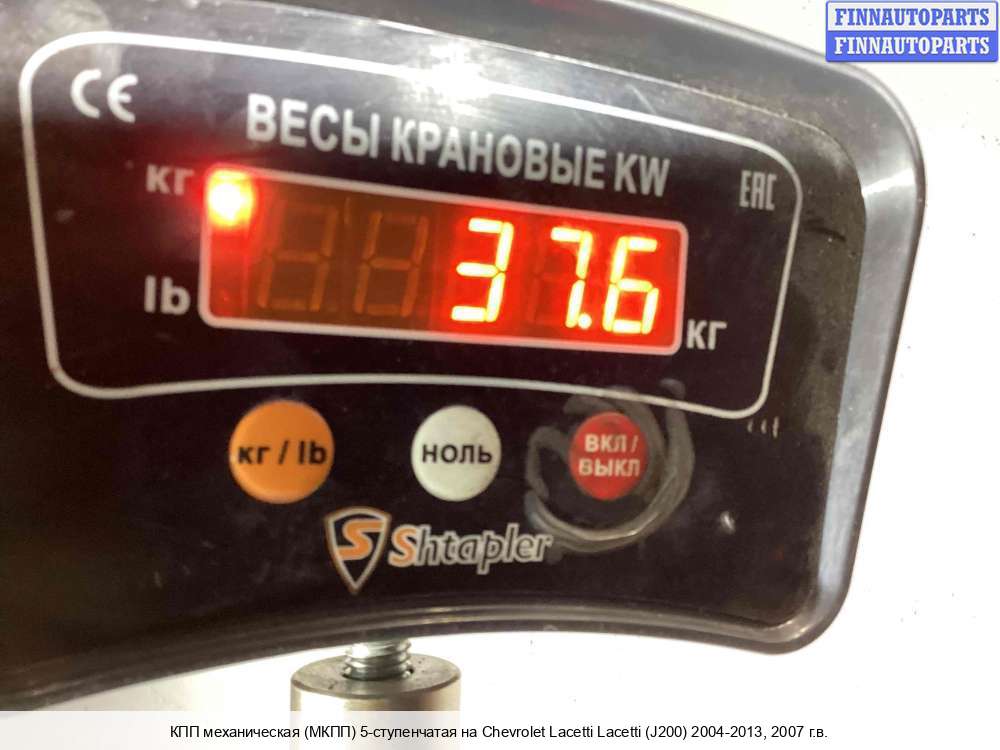 FINNAUTOPARTS
FINNAUTOPARTS
CE
ВЕСЫ КРАНОВЫЕ KW
EAC
кг
lb
37.6
кг
кг / lb
НОЛЬ
ВКЛ /
ВЫКЛ
S Shtapler
КПП механическая (МКПП) 5-ступенчатая на Chevrolet Lacetti Lacetti (J200) 2004-2013, 2007 г.в.